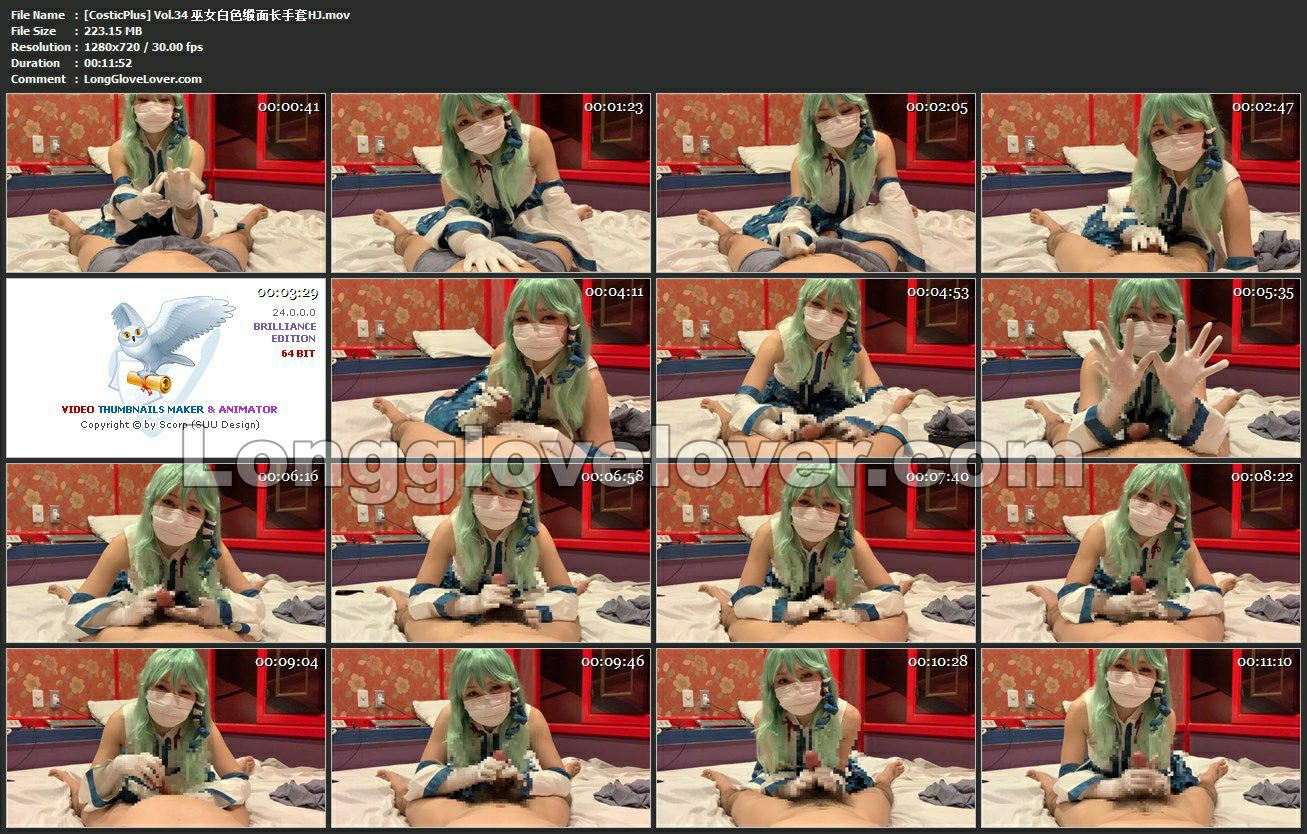 File Name : [CosticPlus] Vol.34 巫女白色缎面长手套HJ.mov
File Size : 223.15 MB
Resolution : 1280x720 / 30.00 fps
Duration : 00:11:52
Comment : LongGloveLover.com
00:00:41 00:01:23 00:02:05 00:02:47
00:03:29 00:04:11 00:04:53 00:05:35
24.0.0.0
BRILLIANCE
EDITION
64 BIT
VIDEO THUMBNAILS MAKER & ANIMATOR
Copyright © by Scorp (SUU Design)
Longglovelover.com
00:06:16 00:06:58 00:07:40 00:08:22
00:09:04 00:09:46 00:10:28 00:11:10